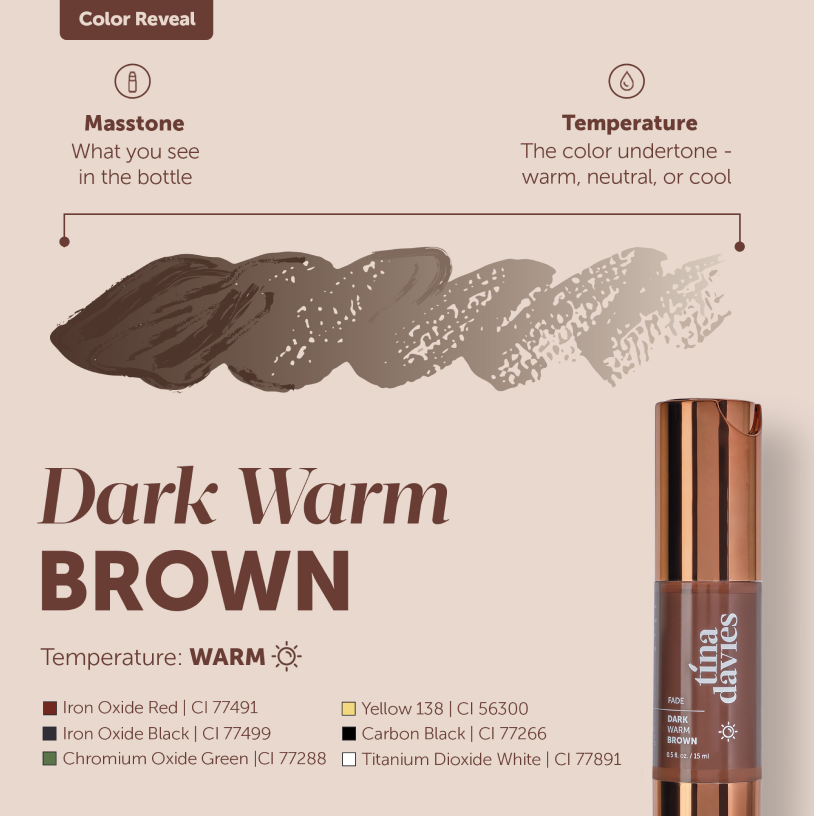 Color Reveal
Masstone
What you see
in the bottle
Temperature
The color undertone -
warm, neutral, or cool
Dark Warm
BROWN
Temperature: WARM
Iron Oxide Red | CI 77491
Iron Oxide Black | CI 77499
Chromium Oxide Green |CI 77288
Yellow 138 | CI 56300
Carbon Black | CI 77266
Titanium Dioxide White | CI 77891
tina
davies
FADE
DARK
WARM
BROWN
0.5 fl. oz. / 15 ml